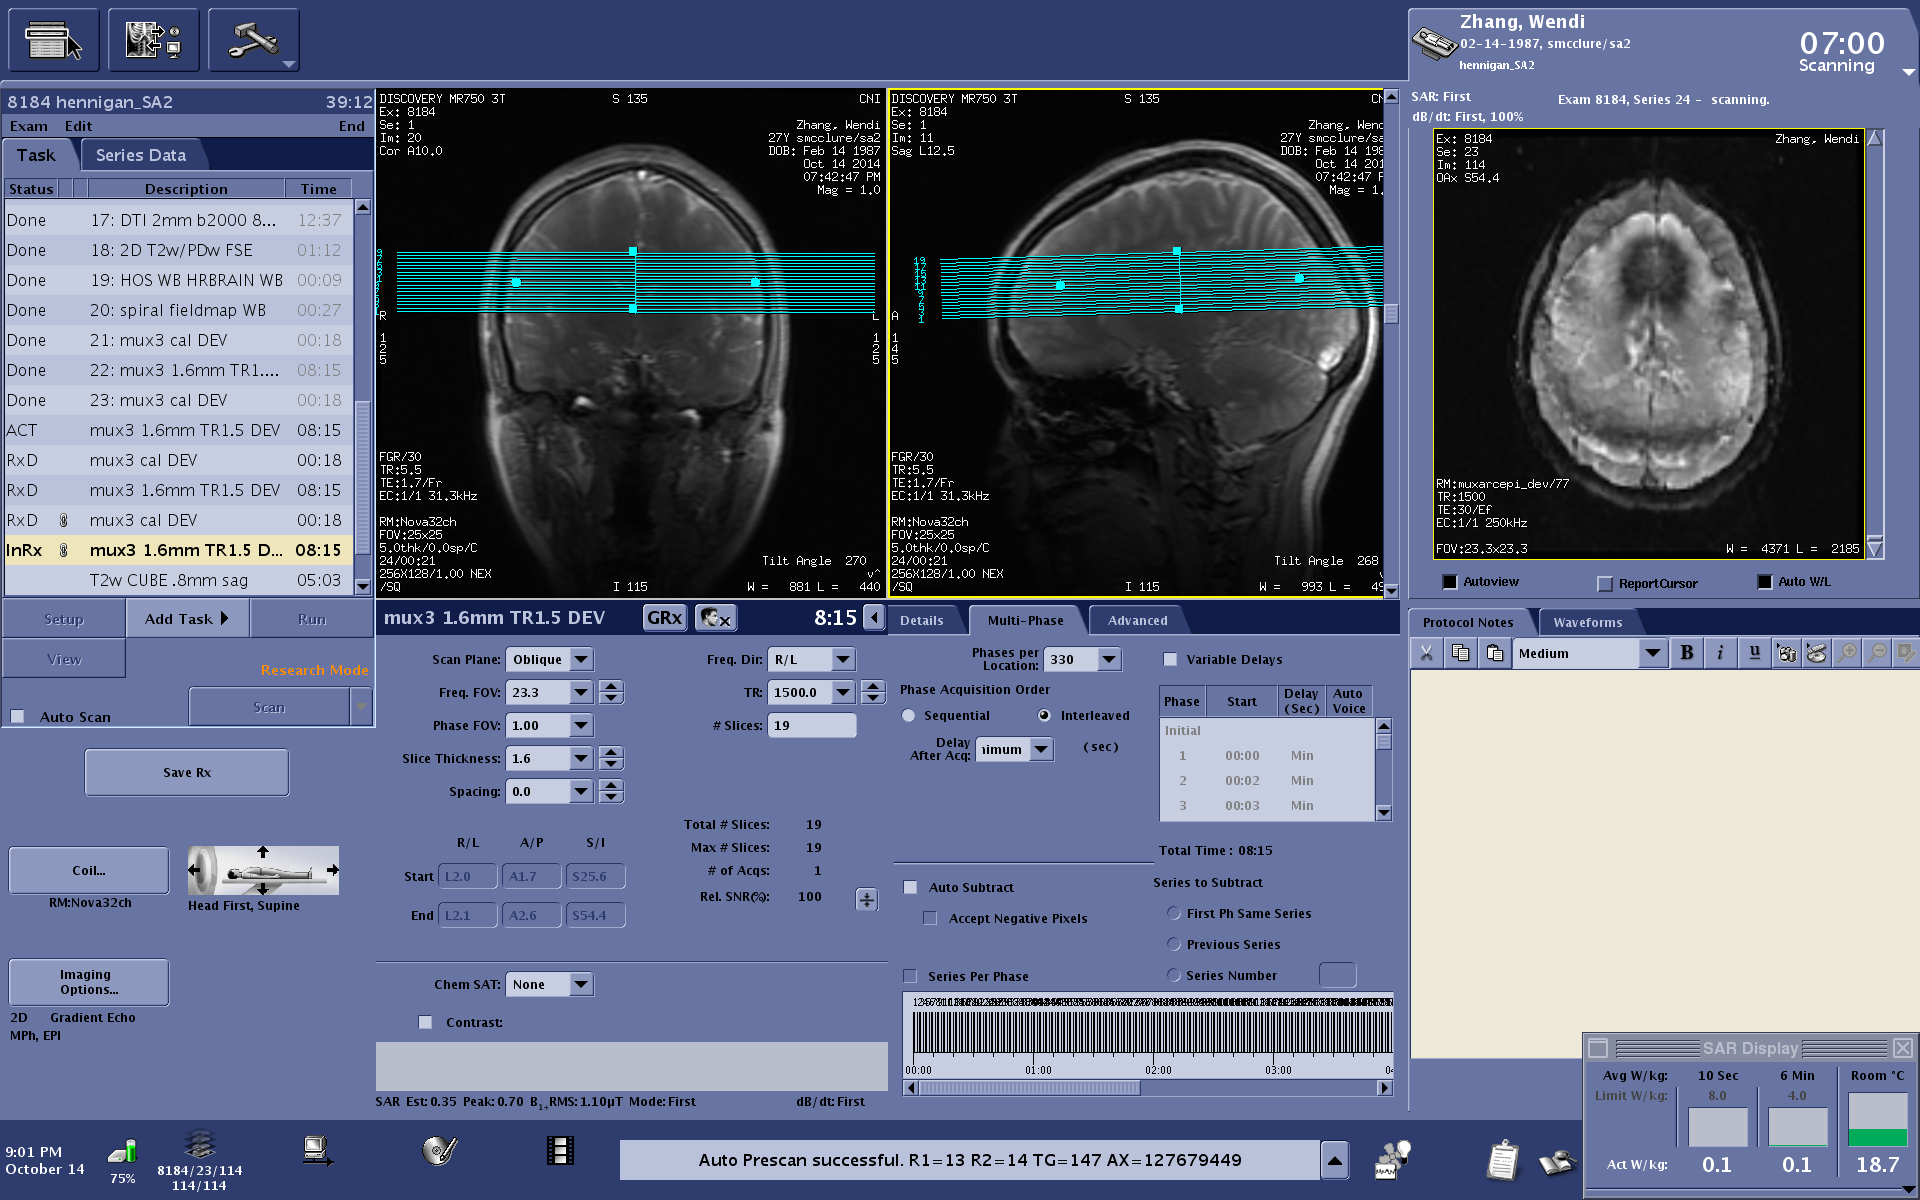 Zhang, Wendi
02-14-1987, smcclure/sa2
hennigan_SA2
07:00
Scanning
8184 hennigan_SA2 39:12
Exam Edit End
Task Series Data
Status Description Time
Done 17: DTI 2mm b2000 8... 12:37
Done 18: 2D T2w/PDw FSE 01:12
Done 19: HOS WB HRBRAIN WB 00:09
Done 20: spiral fieldmap WB 00:27
Done 21: mux3 cal DEV 00:18
Done 22: mux3 1.6mm TR1.... 08:15
Done 23: mux3 cal DEV 00:18
ACT mux3 1.6mm TR1.5 DEV 08:15
RxD mux3 cal DEV 00:18
RxD mux3 1.6mm TR1.5 DEV 08:15
RxD mux3 cal DEV 00:18
InRx mux3 1.6mm TR1.5 D... 08:15
T2w CUBE .8mm sag 05:03
Setup Add Task Run
View
Research Mode
Auto Scan Scan
Save Rx
Coil...
RM:Nova32ch
Head First, Supine
Imaging
Options...
2D Gradient Echo
MPh, EPI
DISCOVERY MR750 3T S 135 CNI
Ex: 8184
Se: 1 Zhang, Wendi
Im: 20 27Y smcclure/sa2
Cor A10.0 DOB: Feb 14 1987
Oct 14 2014
07:42:47 PM
Mag = 1.0
R L
1 1
2 2
5 5
FGR/30
TR:5.5
TE:1.7/Fr
EC:1/1 31.3kHz
RM:Nova32ch
FOV:25x25
5.0thk/0.0sp/C
24/00:21 Tilt Angle 270
256X128/1.00 NEX v^
/SQ I 115 W = 881 L = 440
DISCOVERY MR750 3T S 135 CN
Ex: 8184
Se: 1 Zhang, Wend
Im: 11 27Y smcclure/sa
Sag L12.5 DOB: Feb 14 198
Oct 14 201
07:42:47 P
Mag = 1.
A
1
4
5
FGR/30
TR:5.5
TE:1.7/Fr
EC:1/1 31.3kHz
RM:Nova32ch
FOV:25x25
5.0thk/0.0sp/C
24/00:21 Tilt Angle 268
256X128/1.00 NEX
/SQ I 115 W = 993 L = 49
SAR: First Exam 8184, Series 24 - scanning.
dB/dt: First, 100%
Ex: 8184 Zhang, Wendi
Se: 23
Im: 114
OAx S54.4
RM:muxarcepi_dev/77
TR:1500
TE:30/Ef
EC:1/1 250kHz
FOV:23.3x23.3 W = 4371 L = 2185
Autoview ReportCursor Auto W/L
mux3 1.6mm TR1.5 DEV GRx 8:15
Scan Plane: Oblique Freq. Dir: R/L
Freq. FOV: 23.3 TR: 1500.0
Phase FOV: 1.00 # Slices: 19
Slice Thickness: 1.6
Spacing: 0.0
R/L A/P S/I
Start L2.0 A1.7 S25.6
End L2.1 A2.6 S54.4
Total # Slices: 19
Max # Slices: 19
# of Acqs: 1
Rel. SNR(%): 100
Chem SAT: None
Contrast:
SAR Est:0.35 Peak:0.70 B1+RMS:1.10µT Mode:First dB/dt:First
Details Multi-Phase Advanced
Phases per
Location: 330
Variable Delays
Phase Acquisition Order
Sequential Interleaved
Delay
After Acq: nimum (sec)
Phase Start Delay (Sec) Auto Voice
Initial
1 00:00 Min
2 00:02 Min
3 00:03 Min
Total Time : 08:15
Auto Subtract
Accept Negative Pixels
Series to Subtract
First Ph Same Series
Previous Series
Series Number
Series Per Phase
00:00 01:00 02:00 03:00
Protocol Notes Waveforms
Medium B i u
SAR Display
Avg W/kg: 10 Sec 6 Min Room °C
Limit W/kg: 8.0 4.0
Act W/kg: 0.1 0.1 18.7
9:01 PM
October 14
75%
8184/23/114
114/114
Auto Prescan successful. R1=13 R2=14 TG=147 AX=127679449